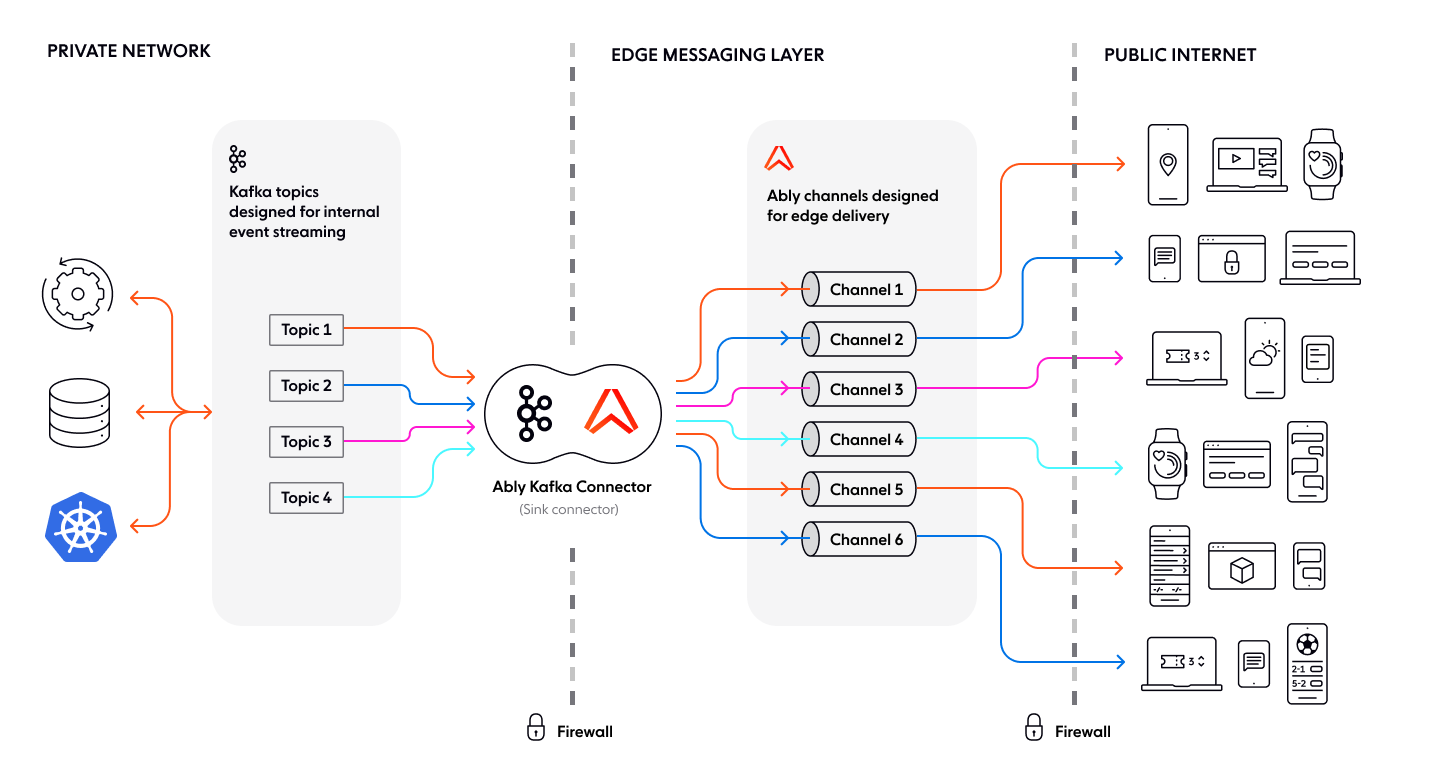 PRIVATE NETWORK
EDGE MESSAGING LAYER
PUBLIC INTERNET
Kafka topics
designed for internal
event streaming
Topic 1
Topic 2
Topic 3
Topic 4
Ably Kafka Connector
(Sink connector)
Ably channels designed
for edge delivery
Channel 1
Channel 2
Channel 3
Channel 4
Channel 5
Channel 6
3
3
2-1
5-2
Firewall
Firewall